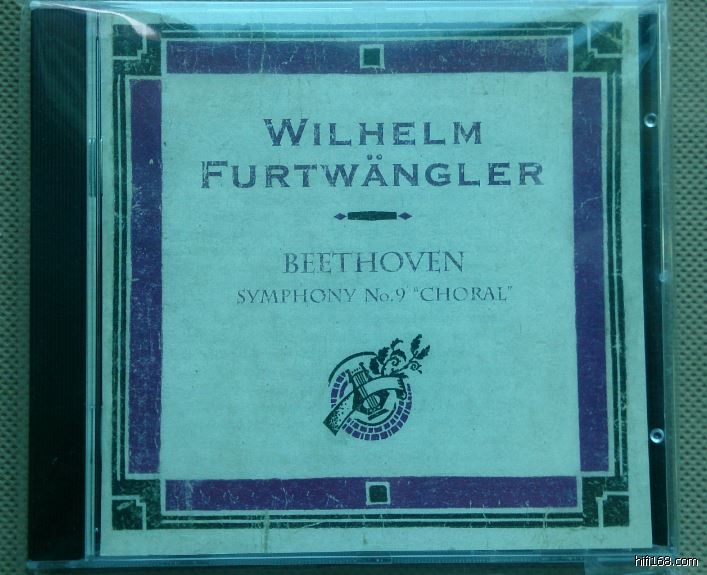 WILHELM
FURTWÄNGLER
BEETHOVEN
SYMPHONY No.9 "CHORAL"
hifi168.com